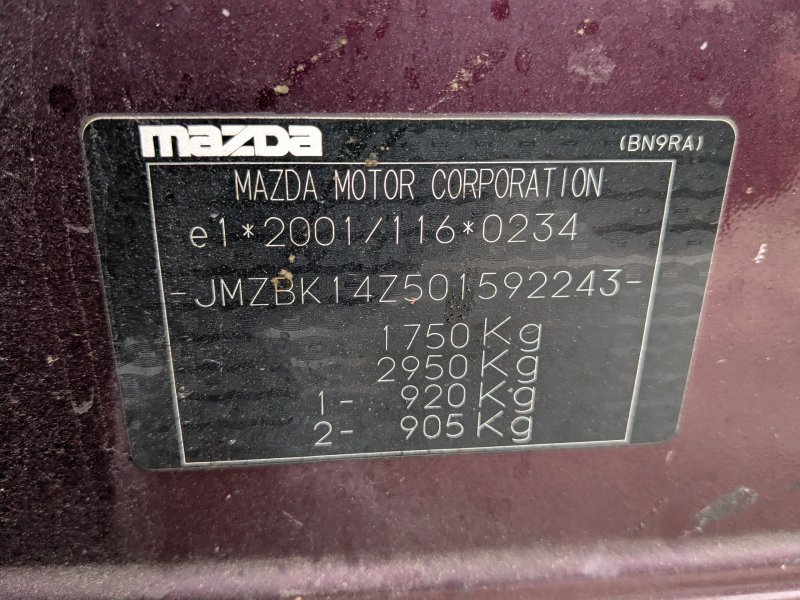 mazda (BN9RA)
MAZDA MOTOR CORPORATION
e1*2001/116*0234
-JMZBK14Z501592243-
1750 Kg
2950 Kg
1- 920 Kg
2- 905 Kg